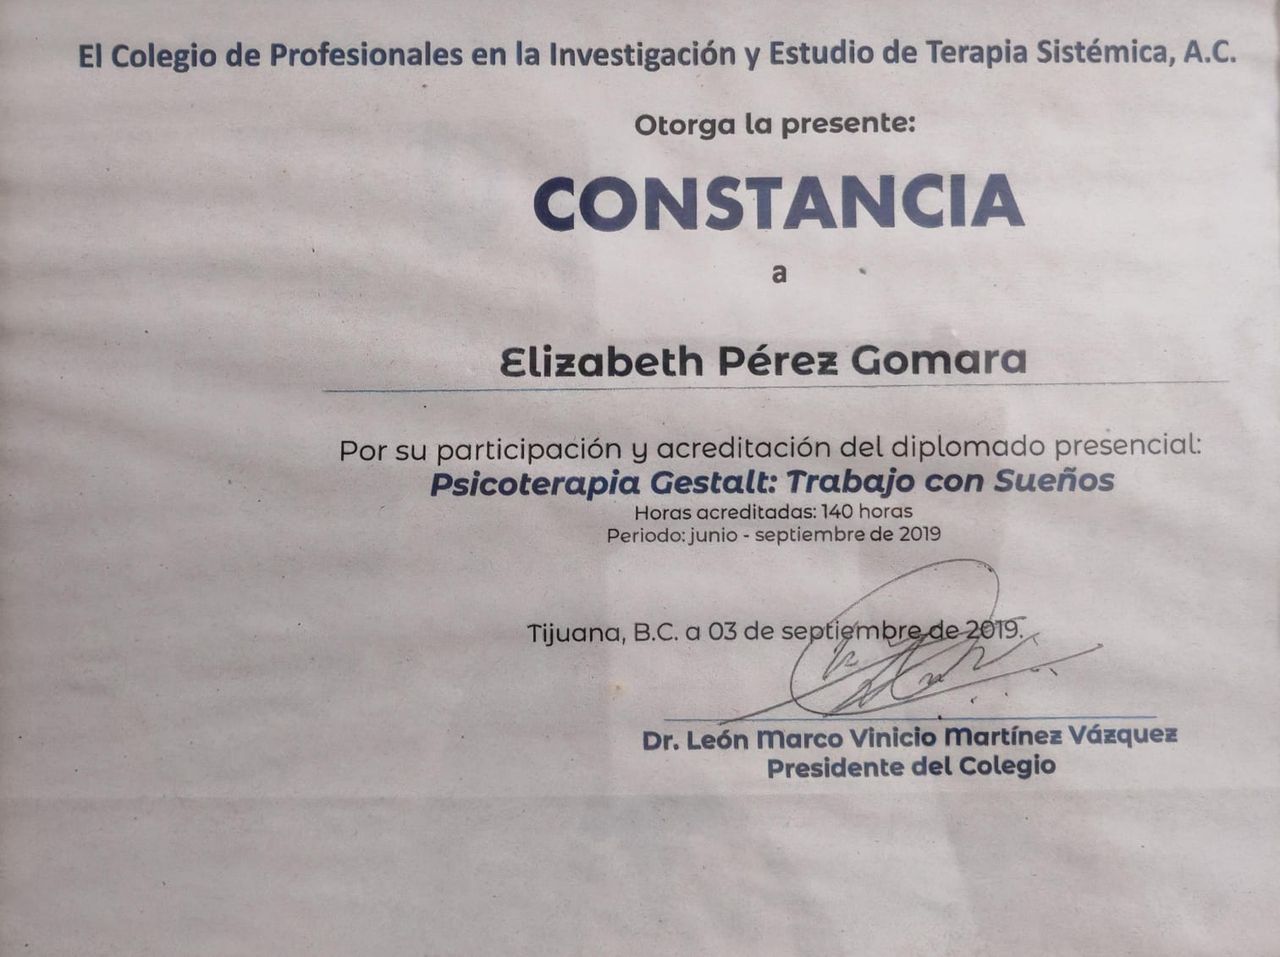 El Colegio de Profesionales en la Investigación y Estudio de Terapia Sistémica, A.C.
Otorga la presente:
CONSTANCIA
a
Elizabeth Pérez Gomara
Por su participación y acreditación del diplomado presencial:
Psicoterapia Gestalt: Trabajo con Sueños
Horas acreditadas: 140 horas
Periodo: junio - septiembre de 2019
Tijuana, B.C. a 03 de septiembre de 2019.
Dr. León Marco Vinicio Martínez Vázquez
Presidente del Colegio